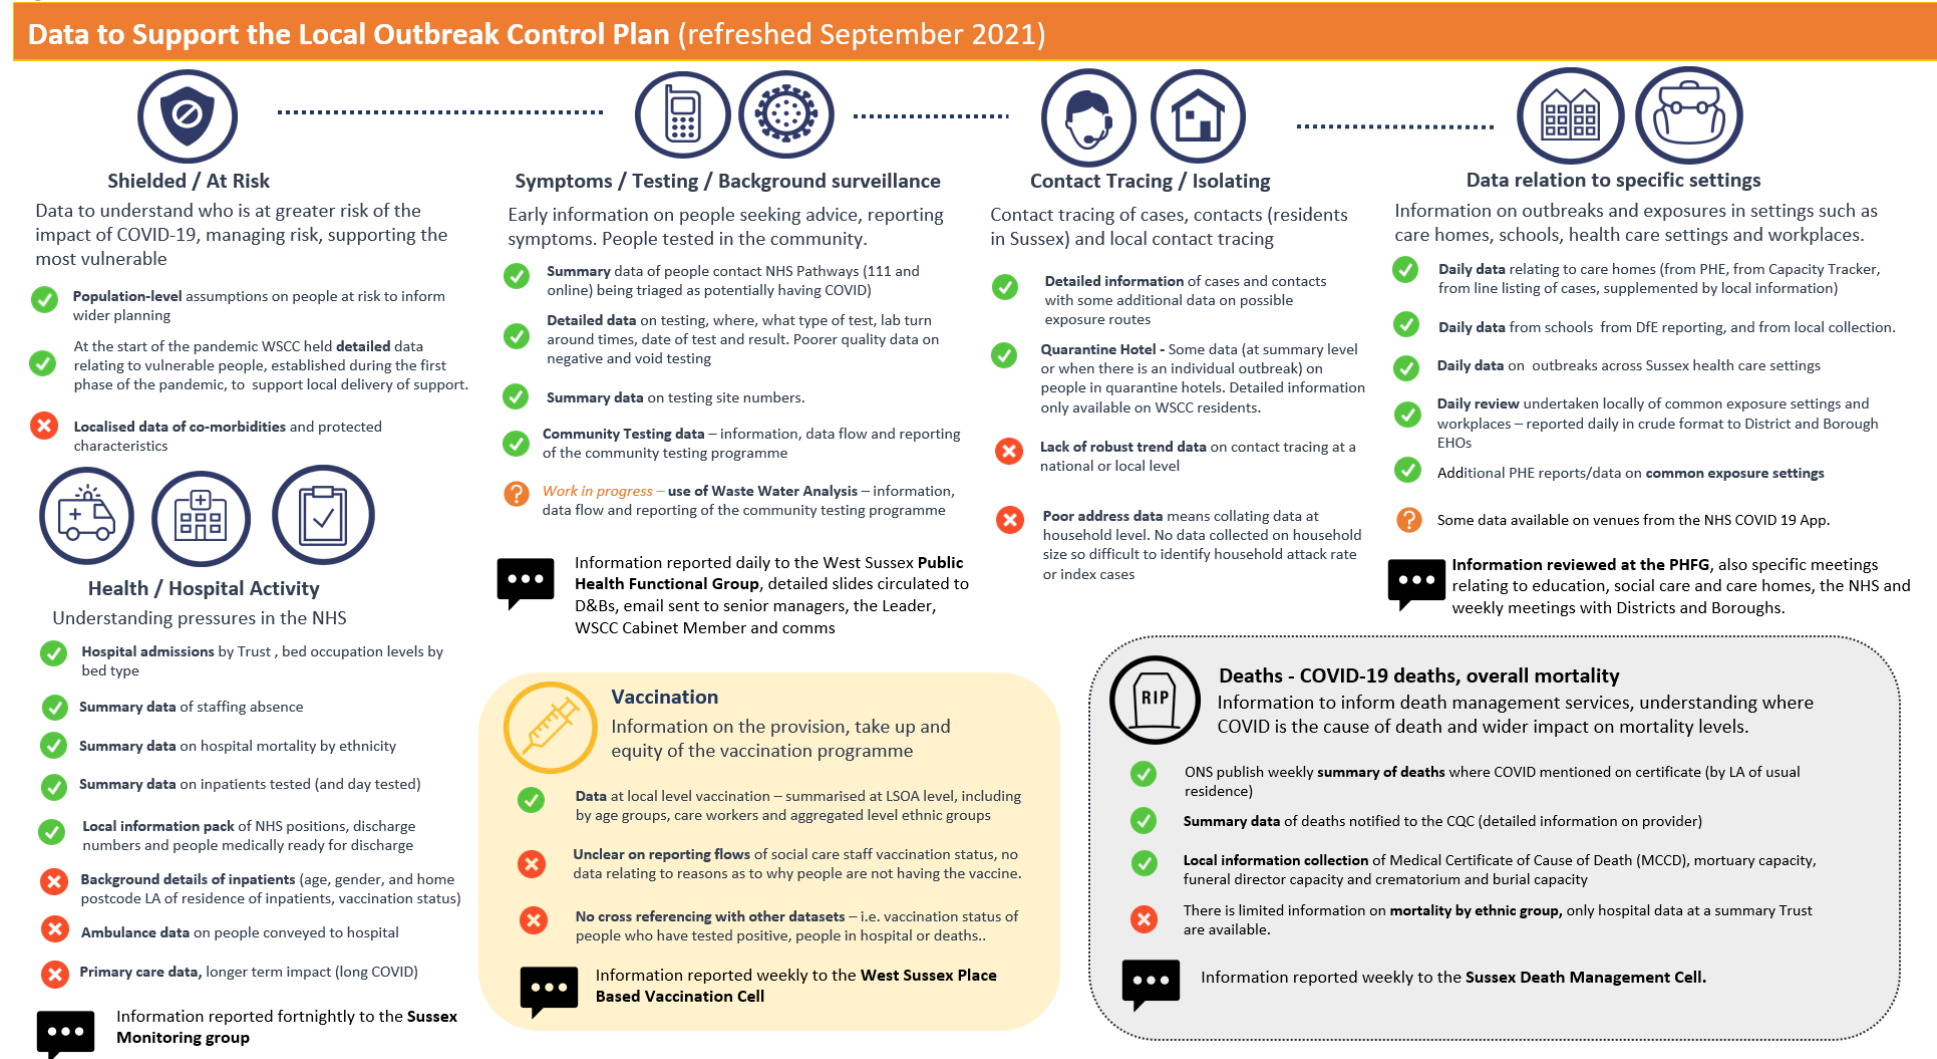 Data to Support the Local Outbreak Control Plan (refreshed September 2021)
Shielded / At Risk
Data to understand who is at greater risk of the
impact of COVID-19, managing risk, supporting the
most vulnerable
Population-level assumptions on people at risk to inform
wider planning
At the start of the pandemic WSCC held detailed data
relating to vulnerable people, established during the first
phase of the pandemic, to support local delivery of support.
Localised data of co-morbidities and protected
characteristics
Health / Hospital Activity
Understanding pressures in the NHS
Hospital admissions by Trust , bed occupation levels by
bed type
Summary data of staffing absence
Summary data on hospital mortality by ethnicity
Summary data on inpatients tested (and day tested)
Local information pack of NHS positions, discharge
numbers and people medically ready for discharge
Background details of inpatients (age, gender, and home
postcode LA of residence of inpatients, vaccination status)
Ambulance data on people conveyed to hospital
Primary care data, longer term impact (long COVID)
Information reported fortnightly to the Sussex
Monitoring group
Symptoms / Testing / Background surveillance
Early information on people seeking advice, reporting
symptoms. People tested in the community.
Summary data of people contact NHS Pathways (111 and
online) being triaged as potentially having COVID)
Detailed data on testing, where, what type of test, lab turn
around times, date of test and result. Poorer quality data on
negative and void testing
Summary data on testing site numbers.
Community Testing data – information, data flow and reporting
of the community testing programme
Work in progress – use of Waste Water Analysis – information,
data flow and reporting of the community testing programme
Information reported daily to the West Sussex Public
Health Functional Group, detailed slides circulated to
D&Bs, email sent to senior managers, the Leader,
WSCC Cabinet Member and comms
Contact Tracing / Isolating
Contact tracing of cases, contacts (residents
in Sussex) and local contact tracing
Detailed information of cases and contacts
with some additional data on possible
exposure routes
Quarantine Hotel - Some data (at summary level
or when there is an individual outbreak) on
people in quarantine hotels. Detailed information
only available on WSCC residents.
Lack of robust trend data on contact tracing at a
national or local level
Poor address data means collating data at
household level. No data collected on household
size so difficult to identify household attack rate
or index cases
Data relation to specific settings
Information on outbreaks and exposures in settings such as
care homes, schools, health care settings and workplaces.
Daily data relating to care homes (from PHE, from Capacity Tracker,
from line listing of cases, supplemented by local information)
Daily data from schools from DfE reporting, and from local collection.
Daily data on outbreaks across Sussex health care settings
Daily review undertaken locally of common exposure settings and
workplaces – reported daily in crude format to District and Borough
EHOs
Additional PHE reports/data on common exposure settings
Some data available on venues from the NHS COVID 19 App.
Information reviewed at the PHFG, also specific meetings
relating to education, social care and care homes, the NHS and
weekly meetings with Districts and Boroughs.
Vaccination
Information on the provision, take up and
equity of the vaccination programme
Data at local level vaccination – summarised at LSOA level, including
by age groups, care workers and aggregated level ethnic groups
Unclear on reporting flows of social care staff vaccination status, no
data relating to reasons as to why people are not having the vaccine.
No cross referencing with other datasets – i.e. vaccination status of
people who have tested positive, people in hospital or deaths..
Information reported weekly to the West Sussex Place
Based Vaccination Cell
RIP
Deaths - COVID-19 deaths, overall mortality
Information to inform death management services, understanding where
COVID is the cause of death and wider impact on mortality levels.
ONS publish weekly summary of deaths where COVID mentioned on certificate (by LA of usual
residence)
Summary data of deaths notified to the CQC (detailed information on provider)
Local information collection of Medical Certificate of Cause of Death (MCCD), mortuary capacity,
funeral director capacity and crematorium and burial capacity
There is limited information on mortality by ethnic group, only hospital data at a summary Trust
are available.
Information reported weekly to the Sussex Death Management Cell.